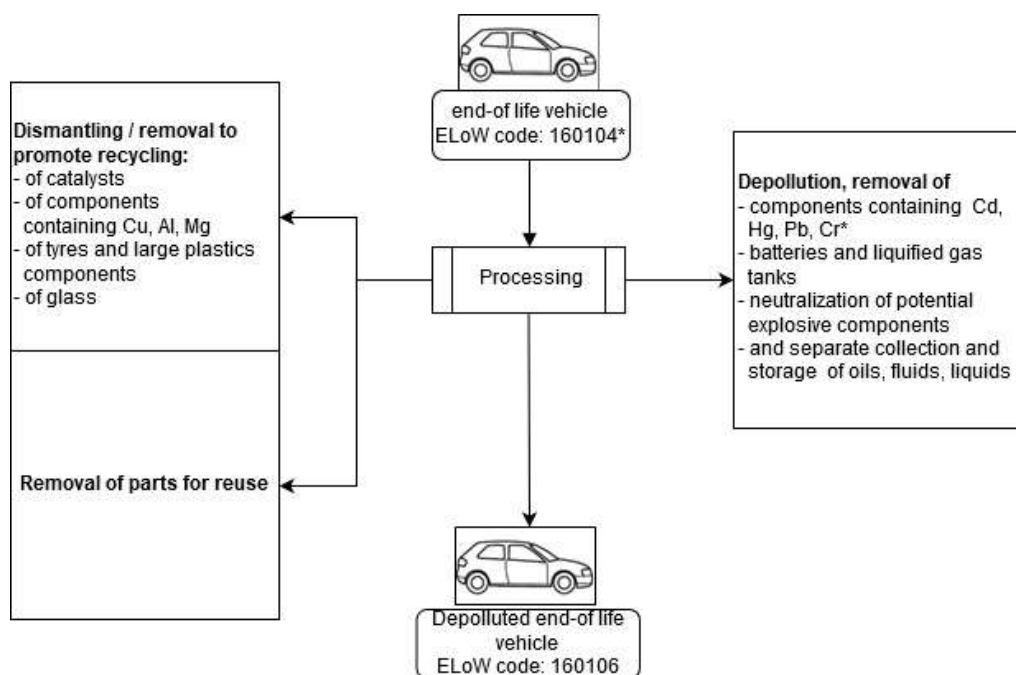 end-of life vehicle
ELoW code: 160104*
Dismantling / removal to
promote recycling:
- of catalysts
- of components
containing Cu, Al, Mg
- of tyres and large plastics
components
- of glass
Removal of parts for reuse
Processing
Depollution, removal of
- components containing Cd,
Hg, Pb, Cr*
- batteries and liquified gas
tanks
- neutralization of potential
explosive components
- and separate collection and
storage of oils, fluids, liquids
Depolluted end-of life
vehicle
ELoW code: 160106